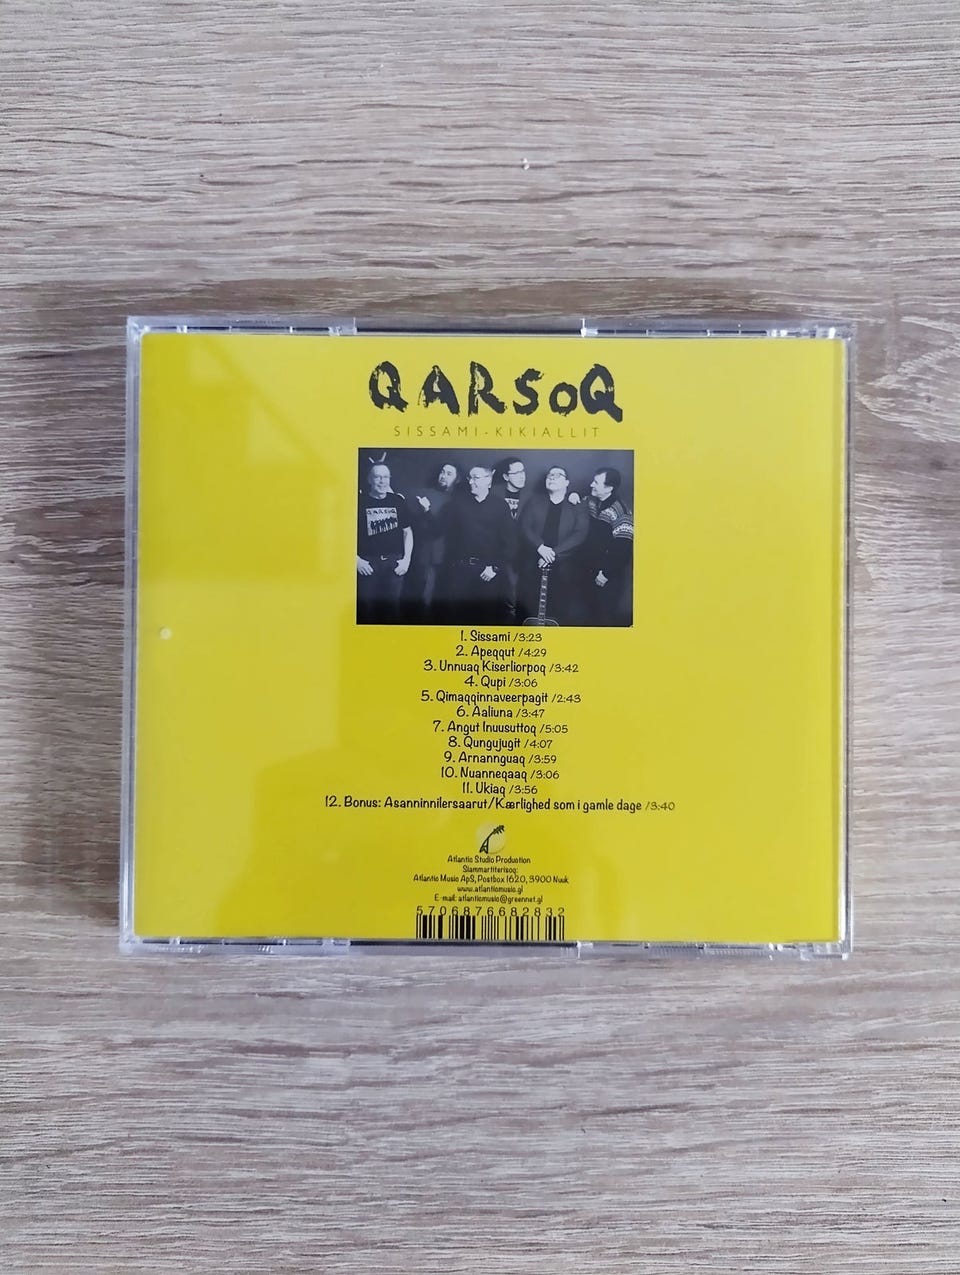 QARSOQ
SISSAMI-KIKIALLIT
QARSOQ
1. Sissami /3:23
2. Apeqqut /4:29
3. Unnuaq Kiserliorpoq /3:42
4. Qupi /3:06
5. Qimaqqinnaveerpagit /2:43
6. Aaliuna /3:47
7. Angut Inuusuttoq /5:05
8. Qungujugit /4:07
9. Arnannguaq /3:59
10. Nuanneqaaq /3:06
11. Ukiaq /3:56
12. Bonus: Asanninnilersaarut/Kærlighed som i gamle dage /3:40
Atlantic Studio Production
Siammartiterisoq:
Atlantic Music ApS, Postbox 1620, 3900 Nuuk
www.atlanticmusic.gl
E-mail: atlanticmusic@greennet.gl
5706876682832